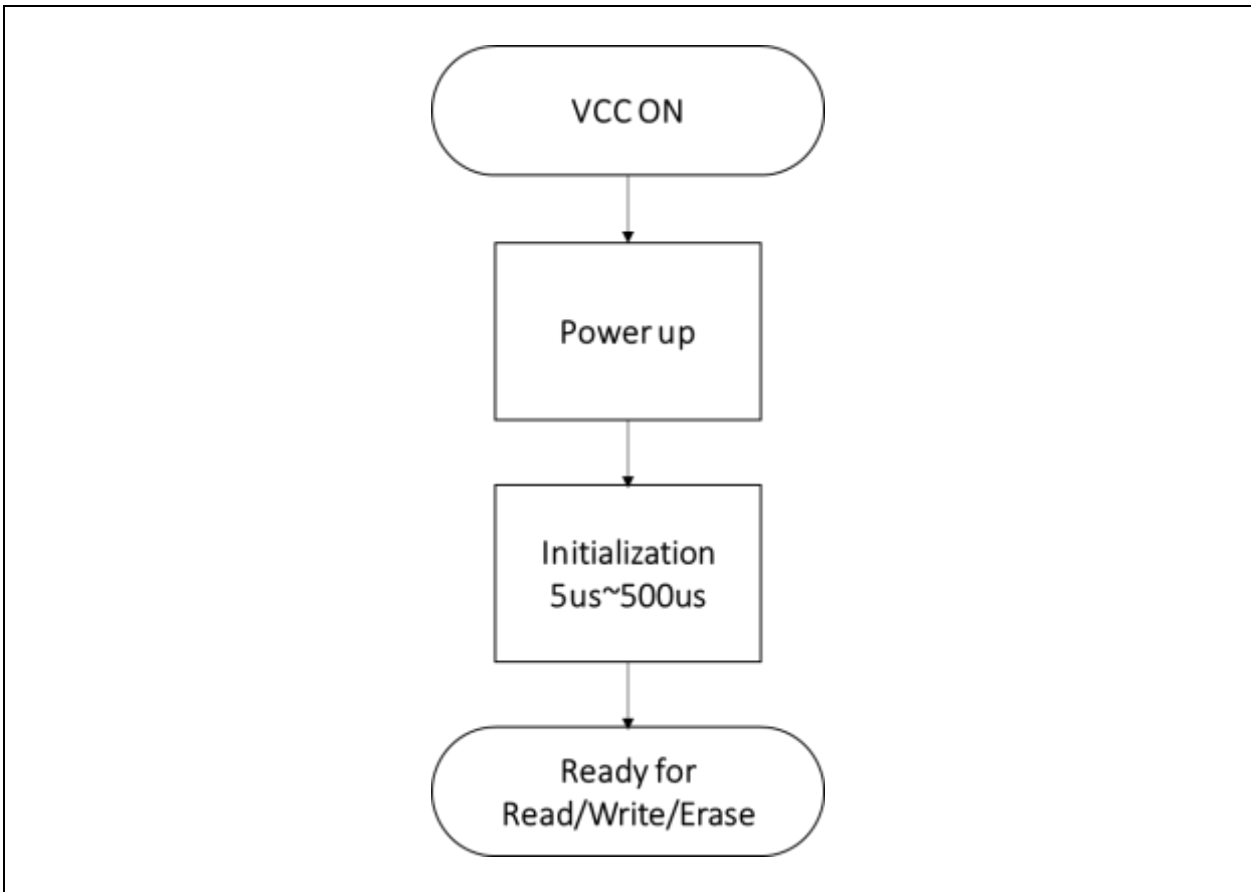 VCC ON
Power up
Initialization
5us~500us
Ready for
Read/Write/Erase